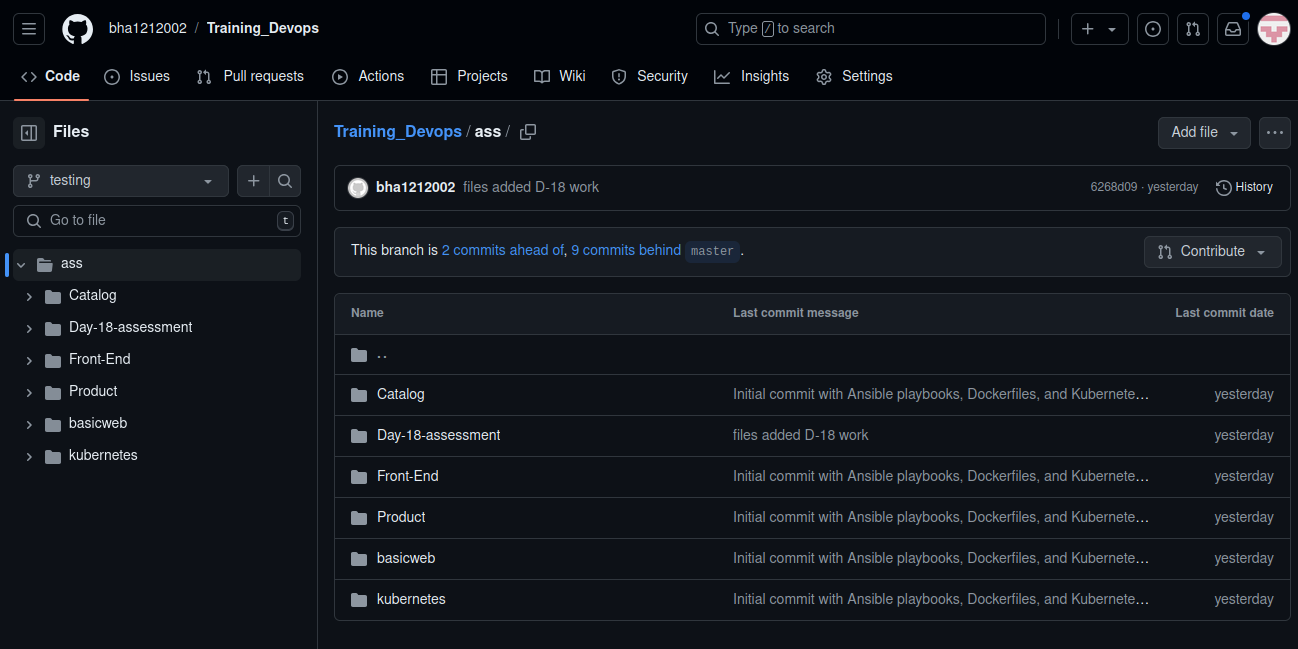 bha1212002 / Training_Devops
Type / to search
Code Issues Pull requests Actions Projects Wiki Security Insights Settings
Files
testing
Go to file t
ass
Catalog
Day-18-assessment
Front-End
Product
basicweb
kubernetes
Training_Devops / ass /
Add file
bha1212002 files added D-18 work 6268d09 · yesterday History
This branch is 2 commits ahead of, 9 commits behind master .
Contribute
Name Last commit message Last commit date
..
Catalog Initial commit with Ansible playbooks, Dockerfiles, and Kubernete… yesterday
Day-18-assessment files added D-18 work yesterday
Front-End Initial commit with Ansible playbooks, Dockerfiles, and Kubernete… yesterday
Product Initial commit with Ansible playbooks, Dockerfiles, and Kubernete… yesterday
basicweb Initial commit with Ansible playbooks, Dockerfiles, and Kubernete… yesterday
kubernetes Initial commit with Ansible playbooks, Dockerfiles, and Kubernete… yesterday